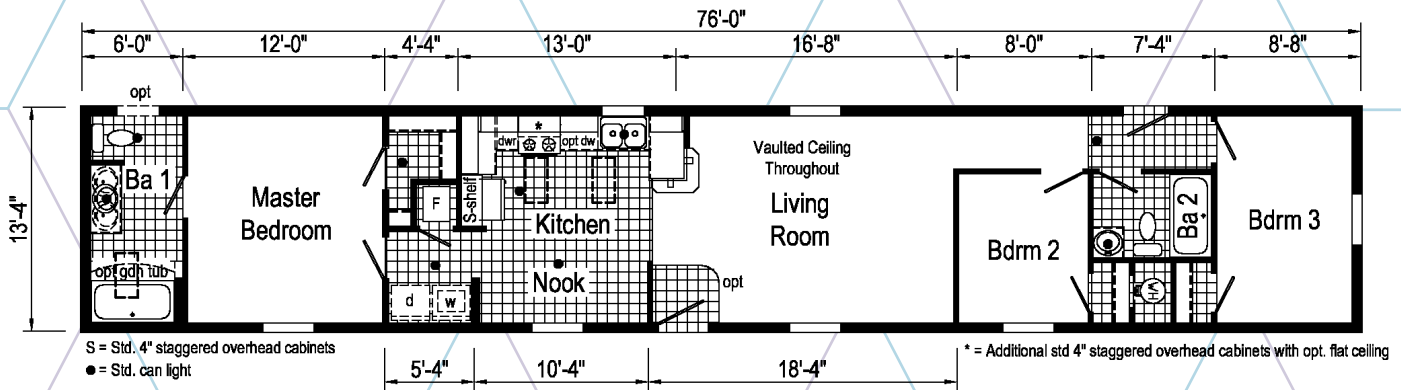 76'-0"
6'-0" 12'-0" 4'-4" 13'-0" 16'-8" 8'-0" 7'-4" 8'-8"
opt
13'-4"
Ba 1
Master
Bedroom
opt gdn tub
F
d
w
S-shelf
dwr
*
opt dw
Kitchen
Nook
Vaulted Ceiling
Throughout
Living
Room
opt
Bdrm 2
Ba 2
WH
Bdrm 3
S = Std. 4" staggered overhead cabinets
● = Std. can light
5'-4" 10'-4" 18'-4"
* = Additional std 4" staggered overhead cabinets with opt. flat ceiling